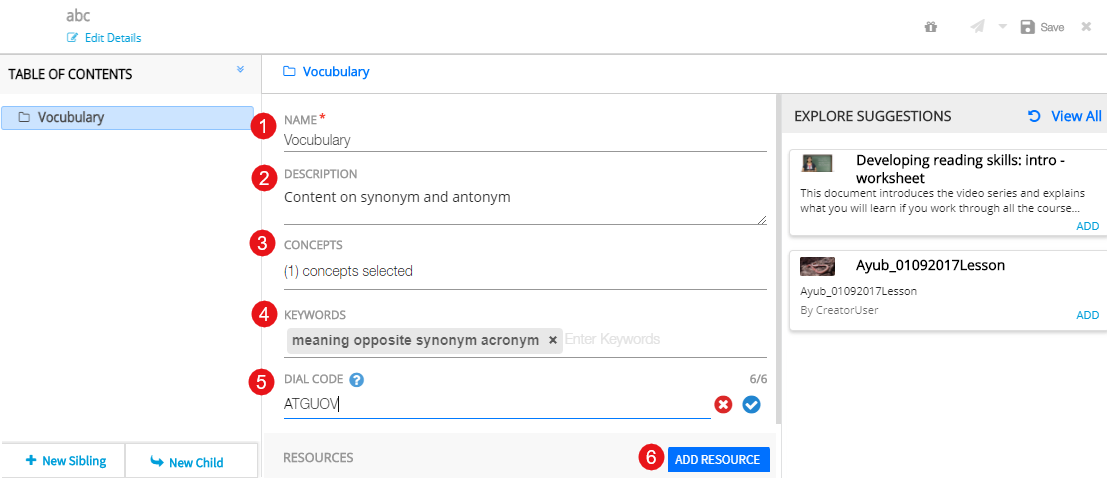 abc
Edit Details
Save
TABLE OF CONTENTS
Vocubulary
New Sibling
New Child
Vocubulary
1
NAME *
Vocubulary
2
DESCRIPTION
Content on synonym and antonym
3
CONCEPTS
(1) concepts selected
4
KEYWORDS
meaning opposite synonym acronym × Enter Keywords
5
DIAL CODE ? 6/6
ATGUOV
RESOURCES
6
ADD RESOURCE
EXPLORE SUGGESTIONS View All
Developing reading skills: intro -
worksheet
This document introduces the video series and explains
what you will learn if you work through all the course...
ADD
Ayub_01092017Lesson
Ayub_01092017Lesson
By CreatorUser
ADD